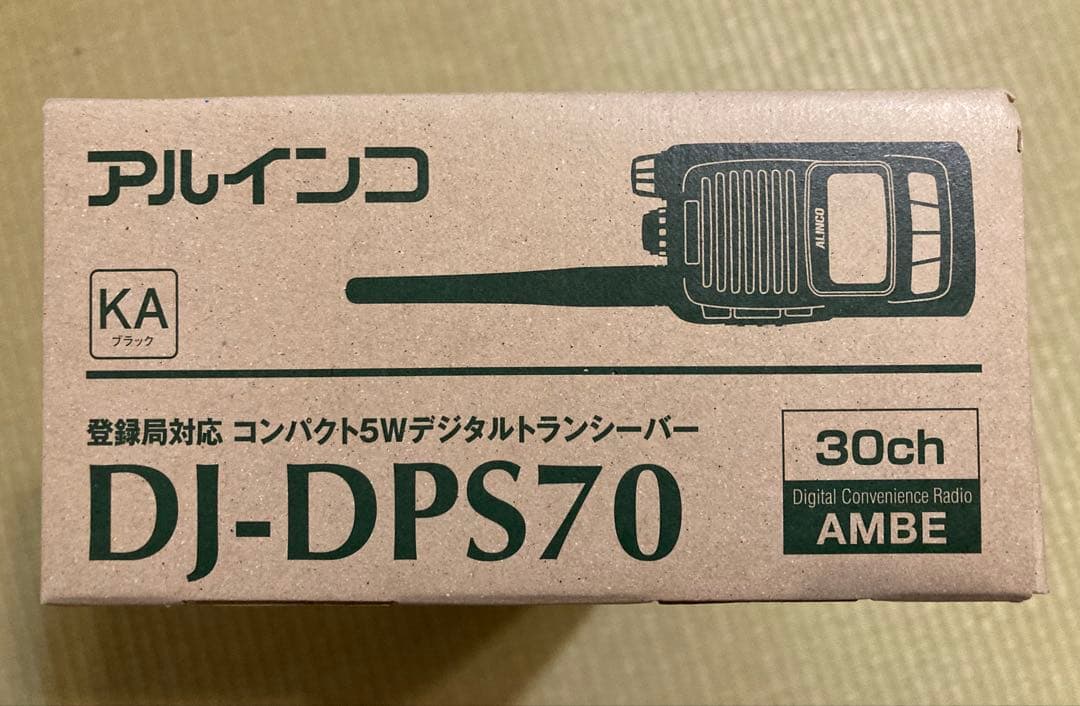 アルインコ
ALINCO
KA
ブラック
登録局対応 コンパクト5Wデジタルトランシーバー
DJ-DPS70
30ch
Digital Convenience Radio
AMBE